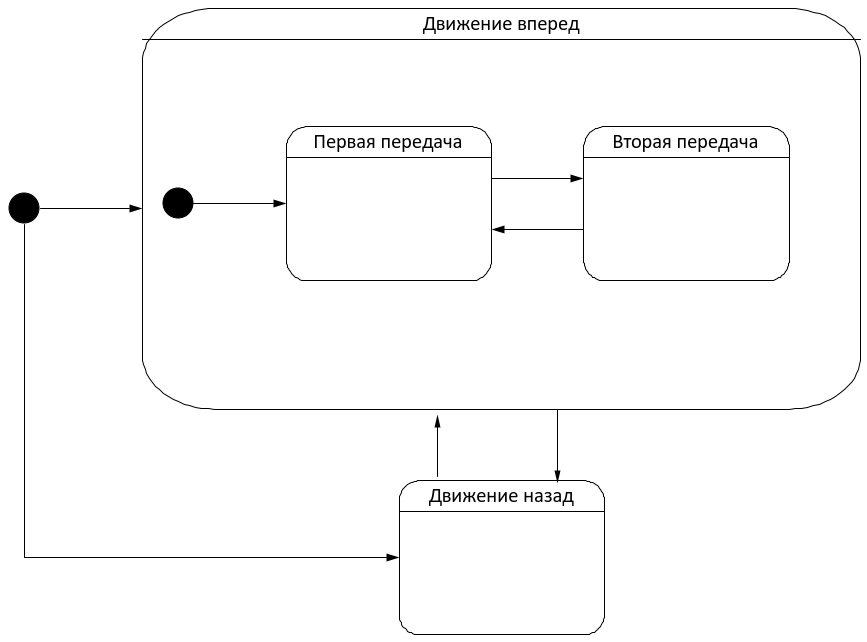 Движение вперед
Первая передача
Вторая передача
Движение назад